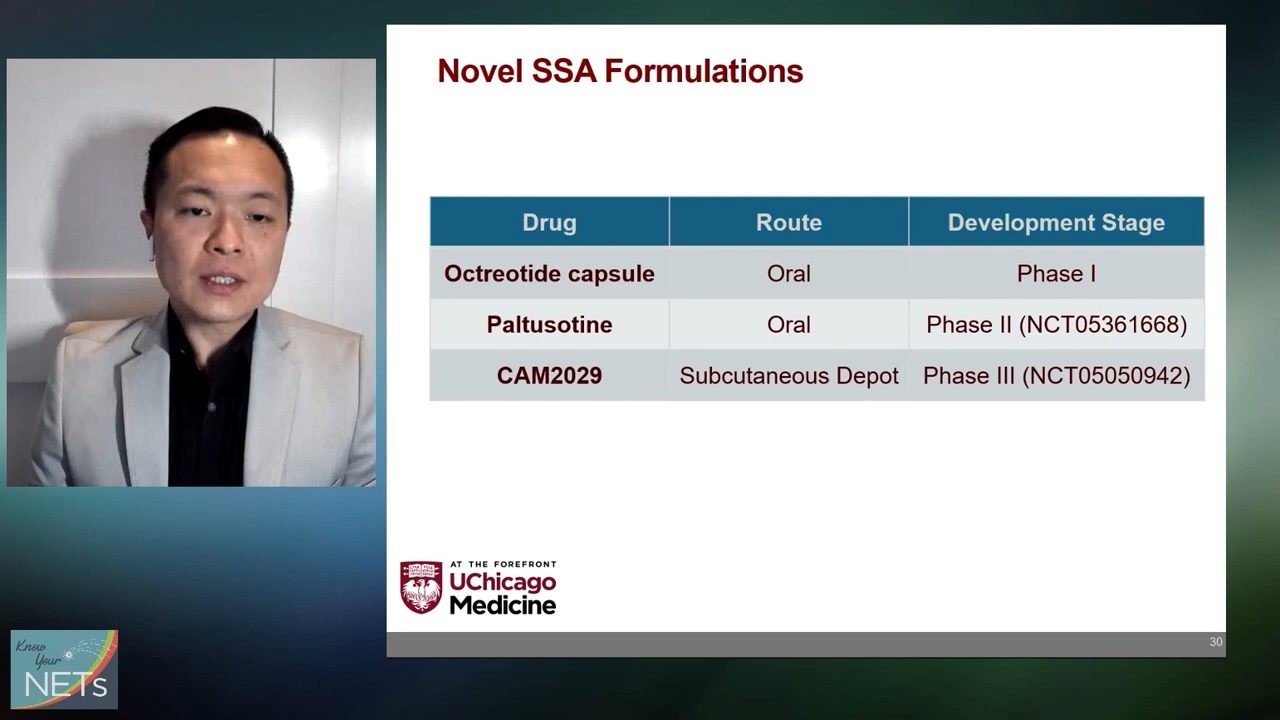 Novel SSA Formulations
Drug Route Development Stage
Octreotide capsule Oral Phase I
Paltusotine Oral Phase II (NCT05361668)
CAM2029 Subcutaneous Depot Phase III (NCT05050942)
AT THE FOREFRONT
UChicago
Medicine
30
Know
Your
NETs